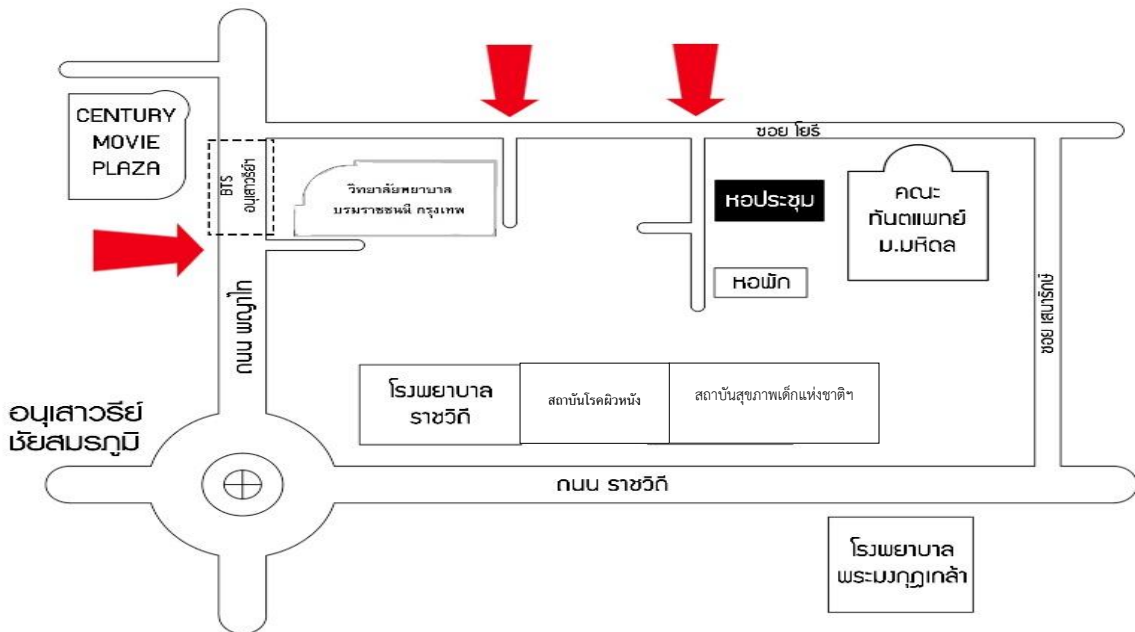 CENTURY
MOVIE
PLAZA
BTS
อนุเสาวรีย์ฯ
วิทยาลัยพยาบาล
บรมราชชนนี กรุงเทพ
ซอย โยธี
หอประชุม
หอพัก
คณะ
ทันตแพทย์
ม.มหิดล
ถนน พญาไท
ซอย เสนารักษ์
โรงพยาบาล
ราชวิถี
สถาบันโรคผิวหนัง
สถาบันสุขภาพเด็กแห่งชาติฯ
อนุเสาวรีย์
ชัยสมรภูมิ
ถนน ราชวิถี
โรงพยาบาล
พระมงกุฎเกล้า